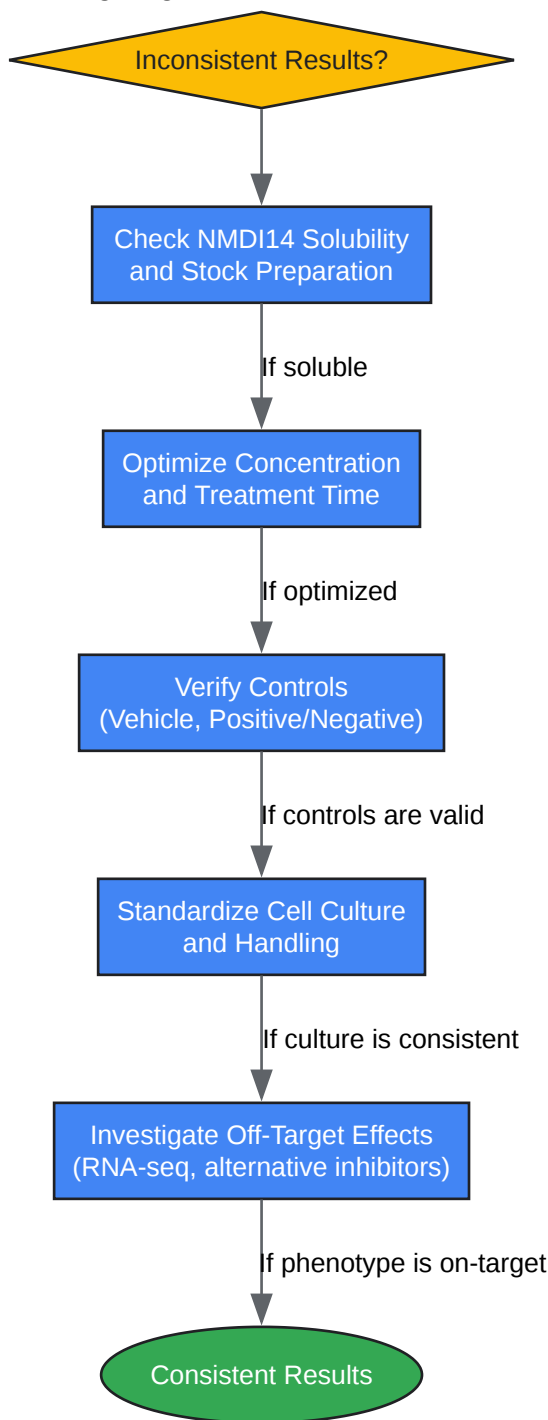 Inconsistent Results?
Check NMDI14 Solubility
and Stock Preparation
If soluble
Optimize Concentration
and Treatment Time
If optimized
Verify Controls
(Vehicle, Positive/Negative)
If controls are valid
Standardize Cell Culture
and Handling
If culture is consistent
Investigate Off-Target Effects
(RNA-seq, alternative inhibitors)
If phenotype is on-target
Consistent Results